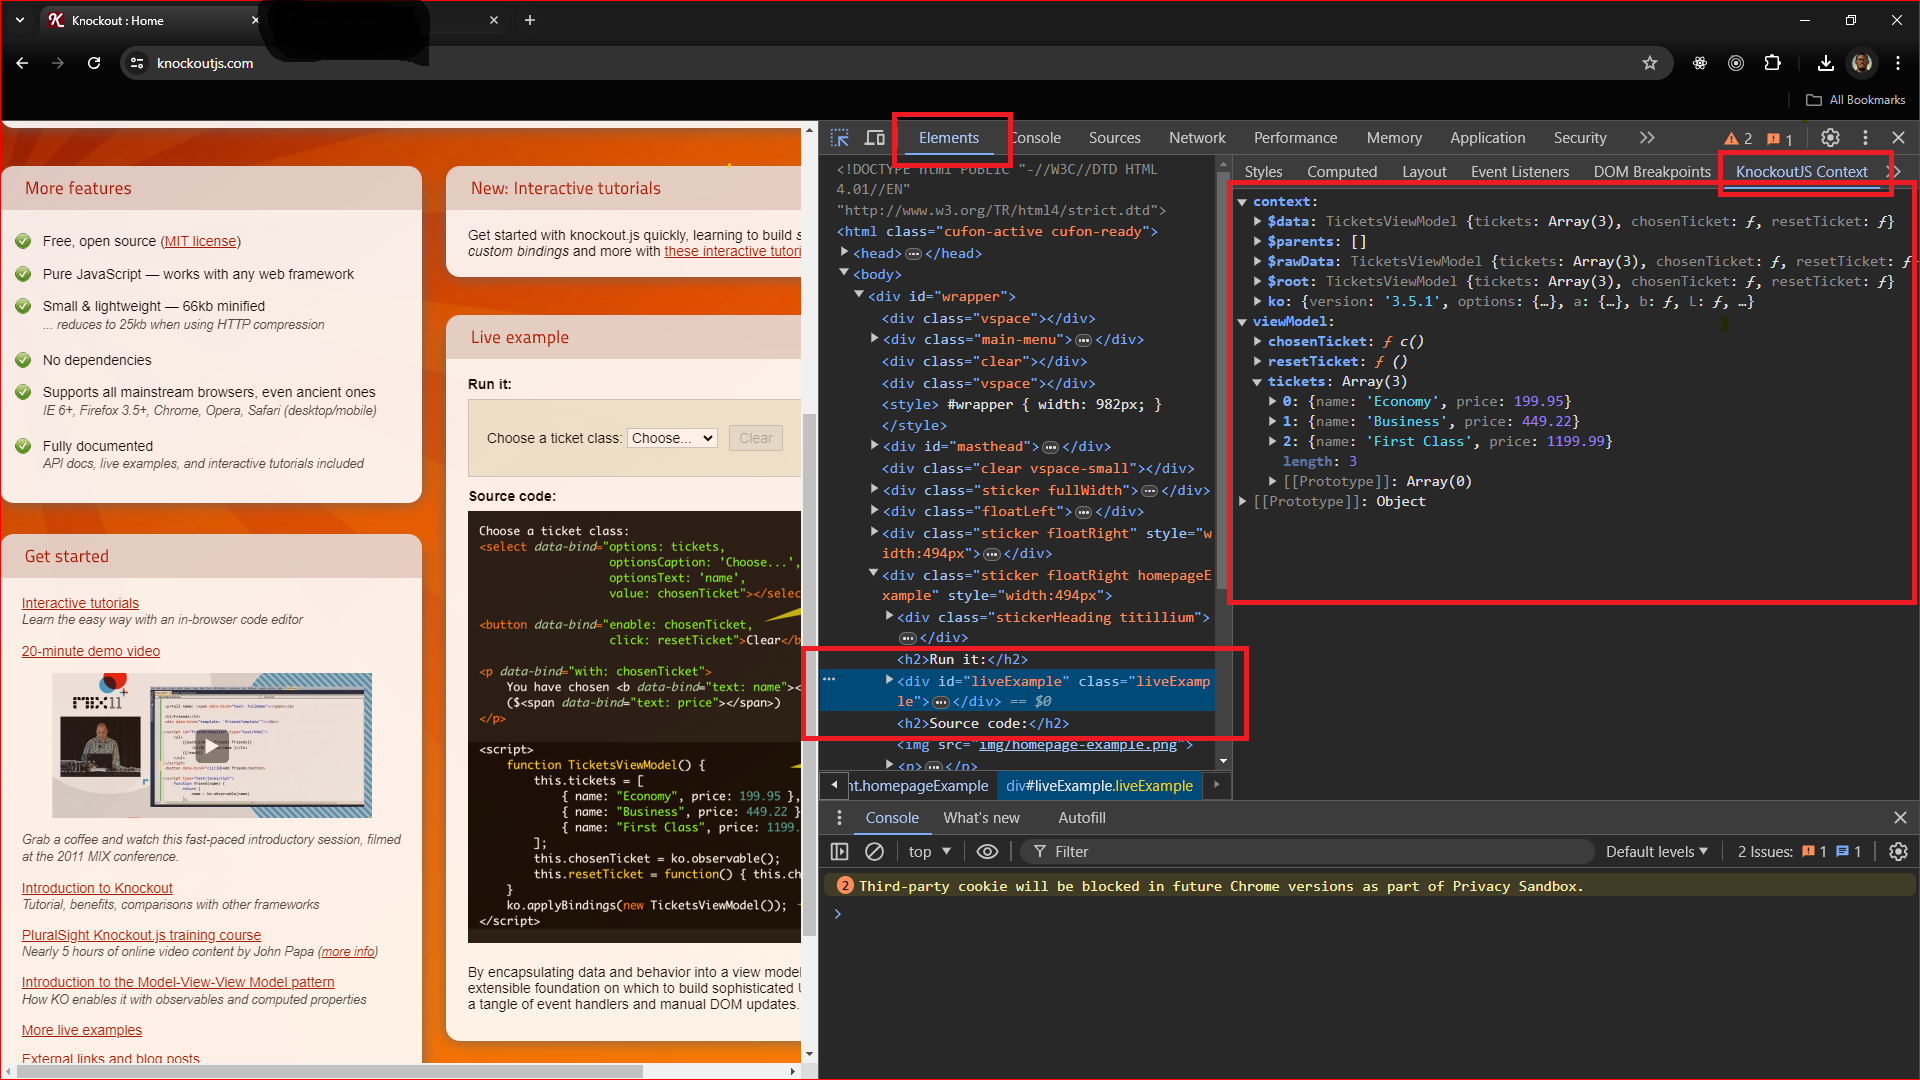 Knockout : Home
knockoutjs.com
All Bookmarks
More features
Free, open source (MIT license)
Pure JavaScript — works with any web framework
Small & lightweight — 66kb minified
... reduces to 25kb when using HTTP compression
No dependencies
Supports all mainstream browsers, even ancient ones
IE 6+, Firefox 3.5+, Chrome, Opera, Safari (desktop/mobile)
Fully documented
API docs, live examples, and interactive tutorials included
Get started
Interactive tutorials
Learn the easy way with an in-browser code editor
20-minute demo video
MIX11
Grab a coffee and watch this fast-paced introductory session, filmed
at the 2011 MIX conference.
Introduction to Knockout
Tutorial, benefits, comparisons with other frameworks
PluralSight Knockout.js training course
Nearly 5 hours of online video content by John Papa (more info)
Introduction to the Model-View-View Model pattern
How KO enables it with observables and computed properties
More live examples
External links and blog posts
New: Interactive tutorials
Get started with knockout.js quickly, learning to build s
custom bindings and more with these interactive tutori
Live example
Run it:
Choose a ticket class: Choose... Clear
Source code:
Choose a ticket class:
<select data-bind="options: tickets,
optionsCaption: 'Choose...',
optionsText: 'name',
value: chosenTicket"></selec
<button data-bind="enable: chosenTicket,
click: resetTicket">Clear</b
<p data-bind="with: chosenTicket">
You have chosen <b data-bind="text: name"><
($<span data-bind="text: price"></span>)
</p>
<script>
function TicketsViewModel() {
this.tickets = [
{ name: "Economy", price: 199.95 },
{ name: "Business", price: 449.22 }
{ name: "First Class", price: 1199.
];
this.chosenTicket = ko.observable();
this.resetTicket = function() { this.ch
}
ko.applyBindings(new TicketsViewModel());
</script>
By encapsulating data and behavior into a view model
extensible foundation on which to build sophisticated U
a tangle of event handlers and manual DOM updates.
Elements Console Sources Network Performance Memory Application Security 2 1
<!DOCTYPE html PUBLIC "-//W3C//DTD HTML
4.01//EN"
"http://www.w3.org/TR/html4/strict.dtd">
<html class="cufon-active cufon-ready">
<head> … </head>
<body>
<div id="wrapper">
<div class="vspace"></div>
<div class="main-menu"> … </div>
<div class="clear"></div>
<div class="vspace"></div>
<style> #wrapper { width: 982px; }
</style>
<div id="masthead"> … </div>
<div class="clear vspace-small"></div>
<div class="sticker fullWidth"> … </div>
<div class="floatLeft"> … </div>
<div class="sticker floatRight" style="w
idth:494px"> … </div>
<div class="sticker floatRight homepageE
xample" style="width:494px">
<div class="stickerHeading titillium">
… </div>
<h2>Run it:</h2>
<div id="liveExample" class="liveExamp
le"> … </div> == $0
<h2>Source code:</h2>
<img src="img/homepage-example.png">
<p> … </p>
nt.homepageExample div#liveExample.liveExample
Styles Computed Layout Event Listeners DOM Breakpoints KnockoutJS Context
context:
$data: TicketsViewModel {tickets: Array(3), chosenTicket: ƒ, resetTicket: ƒ}
$parents: []
$rawData: TicketsViewModel {tickets: Array(3), chosenTicket: ƒ, resetTicket: ƒ
$root: TicketsViewModel {tickets: Array(3), chosenTicket: ƒ, resetTicket: ƒ}
ko: {version: '3.5.1', options: {…}, a: {…}, b: ƒ, L: ƒ, …}
viewModel:
chosenTicket: ƒ c()
resetTicket: ƒ ()
tickets: Array(3)
0: {name: 'Economy', price: 199.95}
1: {name: 'Business', price: 449.22}
2: {name: 'First Class', price: 1199.99}
length: 3
[[Prototype]]: Array(0)
[[Prototype]]: Object
Console What's new Autofill
top Filter Default levels 2 Issues: 1 1
2 Third-party cookie will be blocked in future Chrome versions as part of Privacy Sandbox.